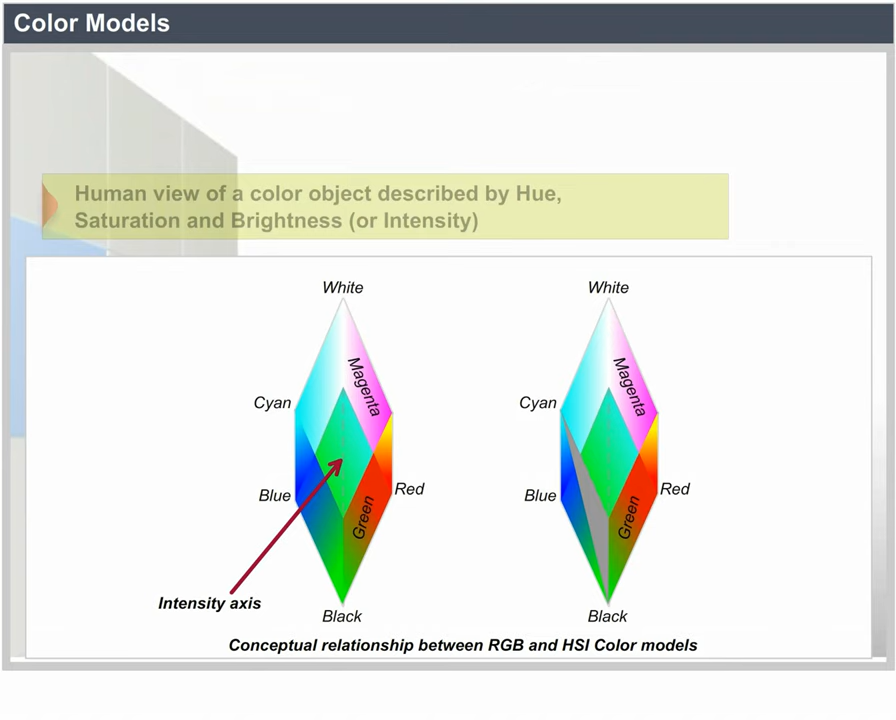 Color Models
Human view of a color object described by Hue,
Saturation and Brightness (or Intensity)
White
Magenta
Cyan
Blue
Red
Green
Intensity axis
Black
White
Magenta
Cyan
Blue
Red
Green
Black
Conceptual relationship between RGB and HSI Color models